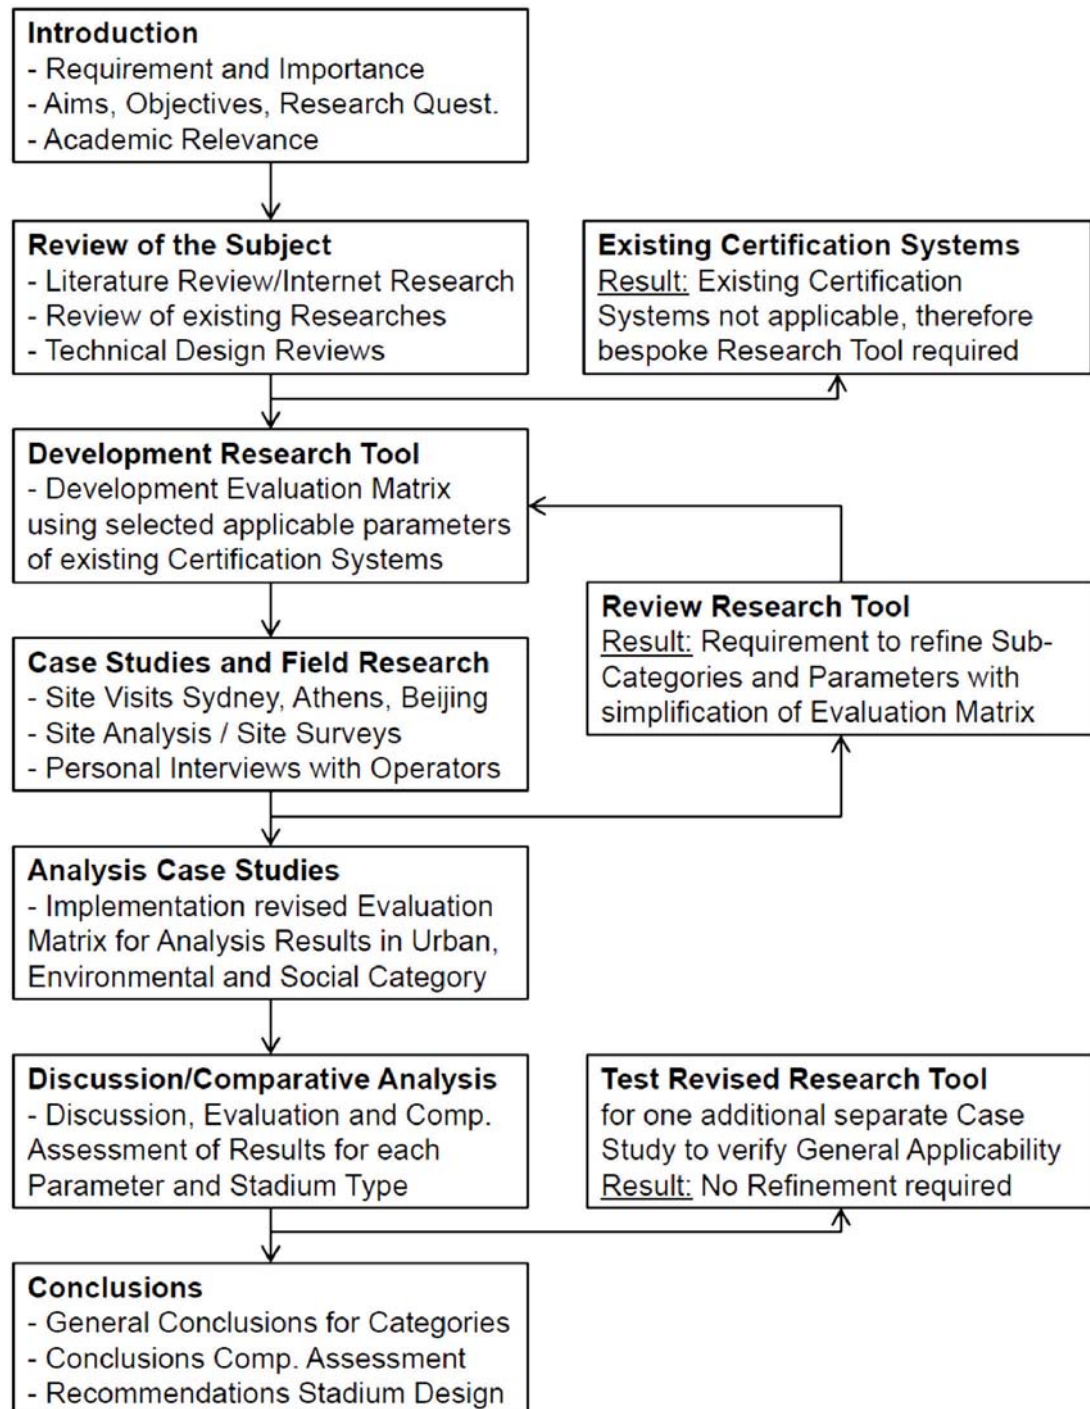 Introduction
- Requirement and Importance
- Aims, Objectives, Research Quest.
- Academic Relevance
Review of the Subject
- Literature Review/Internet Research
- Review of existing Researches
- Technical Design Reviews
Existing Certification Systems
Result: Existing Certification
Systems not applicable, therefore
bespoke Research Tool required
Development Research Tool
- Development Evaluation Matrix
using selected applicable parameters
of existing Certification Systems
Review Research Tool
Result: Requirement to refine Sub-
Categories and Parameters with
simplification of Evaluation Matrix
Case Studies and Field Research
- Site Visits Sydney, Athens, Beijing
- Site Analysis / Site Surveys
- Personal Interviews with Operators
Analysis Case Studies
- Implementation revised Evaluation
Matrix for Analysis Results in Urban,
Environmental and Social Category
Discussion/Comparative Analysis
- Discussion, Evaluation and Comp.
Assessment of Results for each
Parameter and Stadium Type
Test Revised Research Tool
for one additional separate Case
Study to verify General Applicability
Result: No Refinement required
Conclusions
- General Conclusions for Categories
- Conclusions Comp. Assessment
- Recommendations Stadium Design